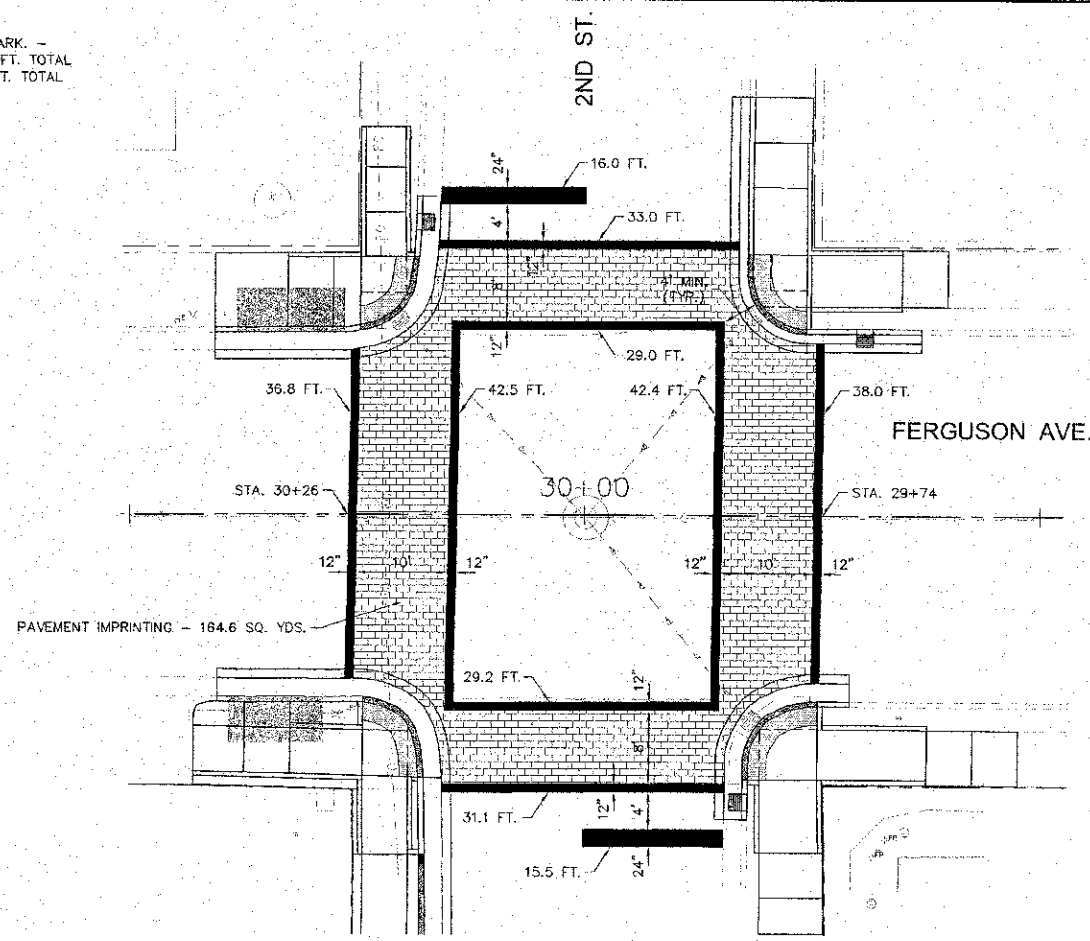 ARK. –
FT. TOTAL
T. TOTAL
2ND ST.
24"
16.0 FT.
4'
33.0 FT.
12"
8'
4' MIN.
(TYP.)
12"
29.0 FT.
36.8 FT.
42.5 FT.
42.4 FT.
38.0 FT.
FERGUSON AVE.
30+00
STA. 30+26
STA. 29+74
12"
10'
12"
12"
10'
12"
PAVEMENT IMPRINTING – 164.6 SQ. YDS.
29.2 FT.
12"
8'
31.1 FT.
12"
4'
15.5 FT.
24"